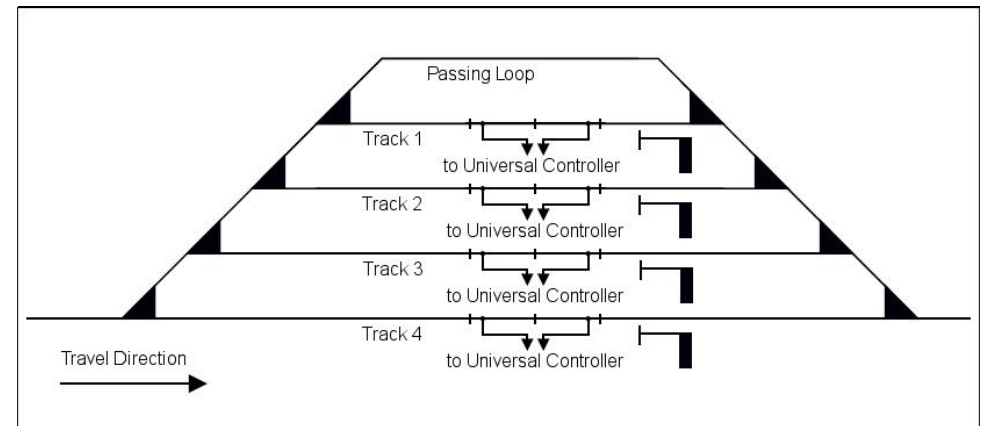 Passing Loop
Track 1
to Universal Controller
Track 2
to Universal Controller
Track 3
to Universal Controller
Track 4
to Universal Controller
Travel Direction